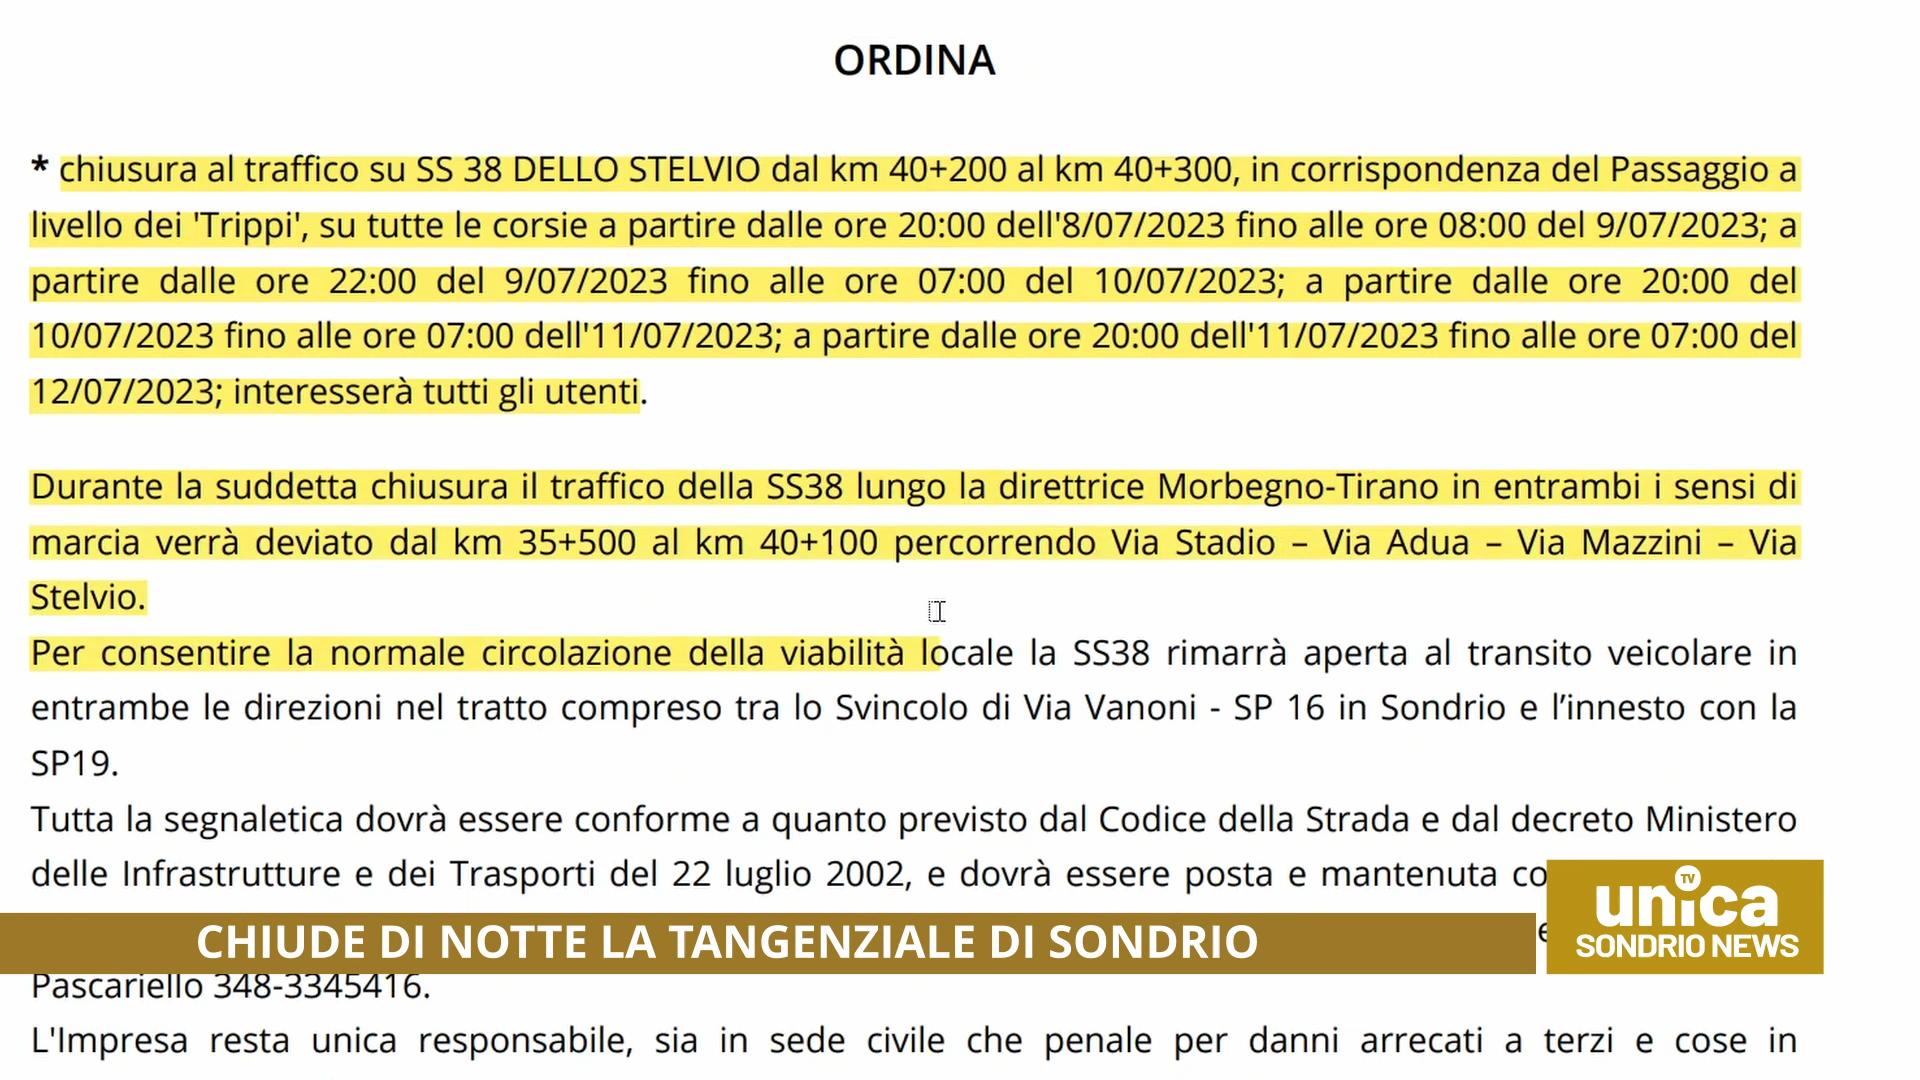 ORDINA
* chiusura al traffico su SS 38 DELLO STELVIO dal km 40+200 al km 40+300, in corrispondenza del Passaggio a
livello dei 'Trippi', su tutte le corsie a partire dalle ore 20:00 dell'8/07/2023 fino alle ore 08:00 del 9/07/2023; a
partire dalle ore 22:00 del 9/07/2023 fino alle ore 07:00 del 10/07/2023; a partire dalle ore 20:00 del
10/07/2023 fino alle ore 07:00 dell'11/07/2023; a partire dalle ore 20:00 dell'11/07/2023 fino alle ore 07:00 del
12/07/2023; interesserà tutti gli utenti.
Durante la suddetta chiusura il traffico della SS38 lungo la direttrice Morbegno-Tirano in entrambi i sensi di
marcia verrà deviato dal km 35+500 al km 40+100 percorrendo Via Stadio – Via Adua – Via Mazzini – Via
Stelvio.
Per consentire la normale circolazione della viabilità locale la SS38 rimarrà aperta al transito veicolare in
entrambe le direzioni nel tratto compreso tra lo Svincolo di Via Vanoni - SP 16 in Sondrio e l’innesto con la
SP19.
Tutta la segnaletica dovrà essere conforme a quanto previsto dal Codice della Strada e dal decreto Ministero
delle Infrastrutture e dei Trasporti del 22 luglio 2002, e dovrà essere posta e mantenuta co
CHIUDE DI NOTTE LA TANGENZIALE DI SONDRIO
unica TV
SONDRIO NEWS
Pascariello 348-3345416.
L'Impresa resta unica responsabile, sia in sede civile che penale per danni arrecati a terzi e cose in